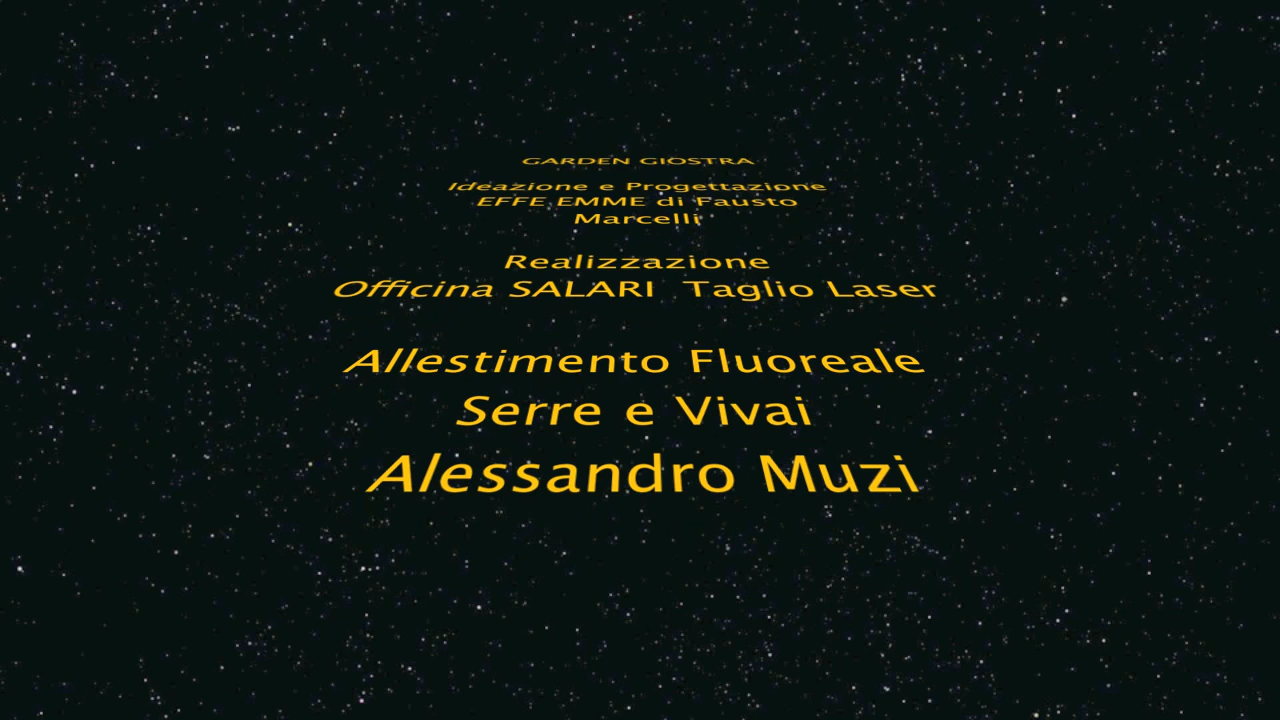 GARDEN GIOSTRA
Ideazione e Progettazione
EFFE EMME di Fausto
Marcelli
Realizzazione
Officina SALARI Taglio Laser
Allestimento Fluoreale
Serre e Vivai
Alessandro Muzi